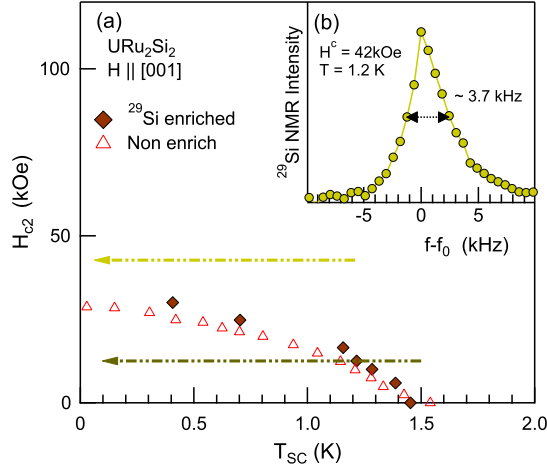 (a)
URu2Si2
H || [001]
29Si enriched
Non enrich
Hc2 (kOe)
100
50
0
0
0.5
1.0
1.5
2.0
TSC (K)
(b)
Hc = 42kOe
T = 1.2 K
~ 3.7 kHz
29Si NMR Intensity
-5
0
5
f-f0 (kHz)